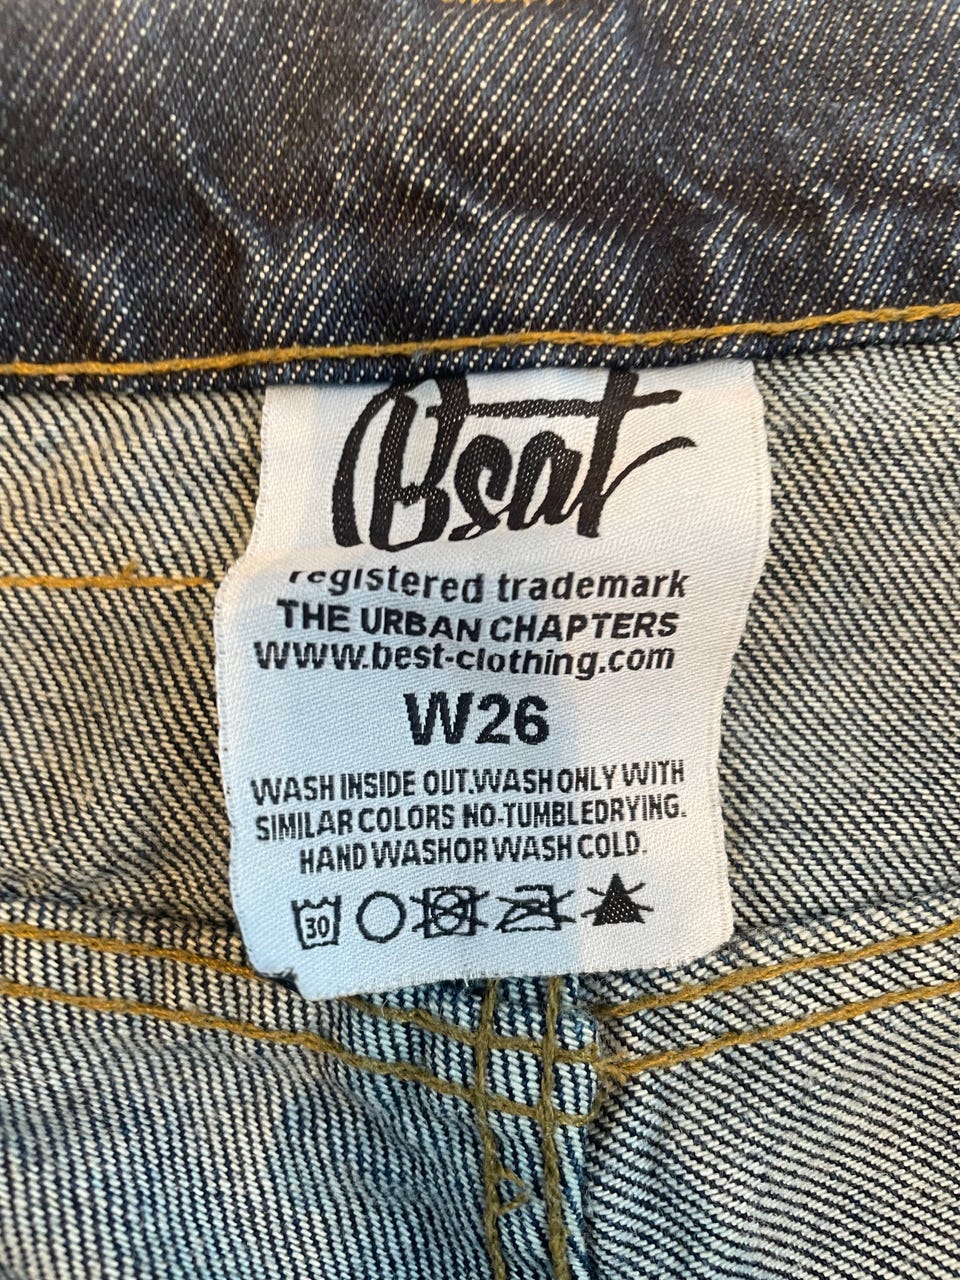 Bsat
registered trademark
THE URBAN CHAPTERS
www.best-clothing.com
W26
WASH INSIDE OUT.WASH ONLY WITH
SIMILAR COLORS NO-TUMBLEDRYING.
HAND WASHOR WASH COLD.
30